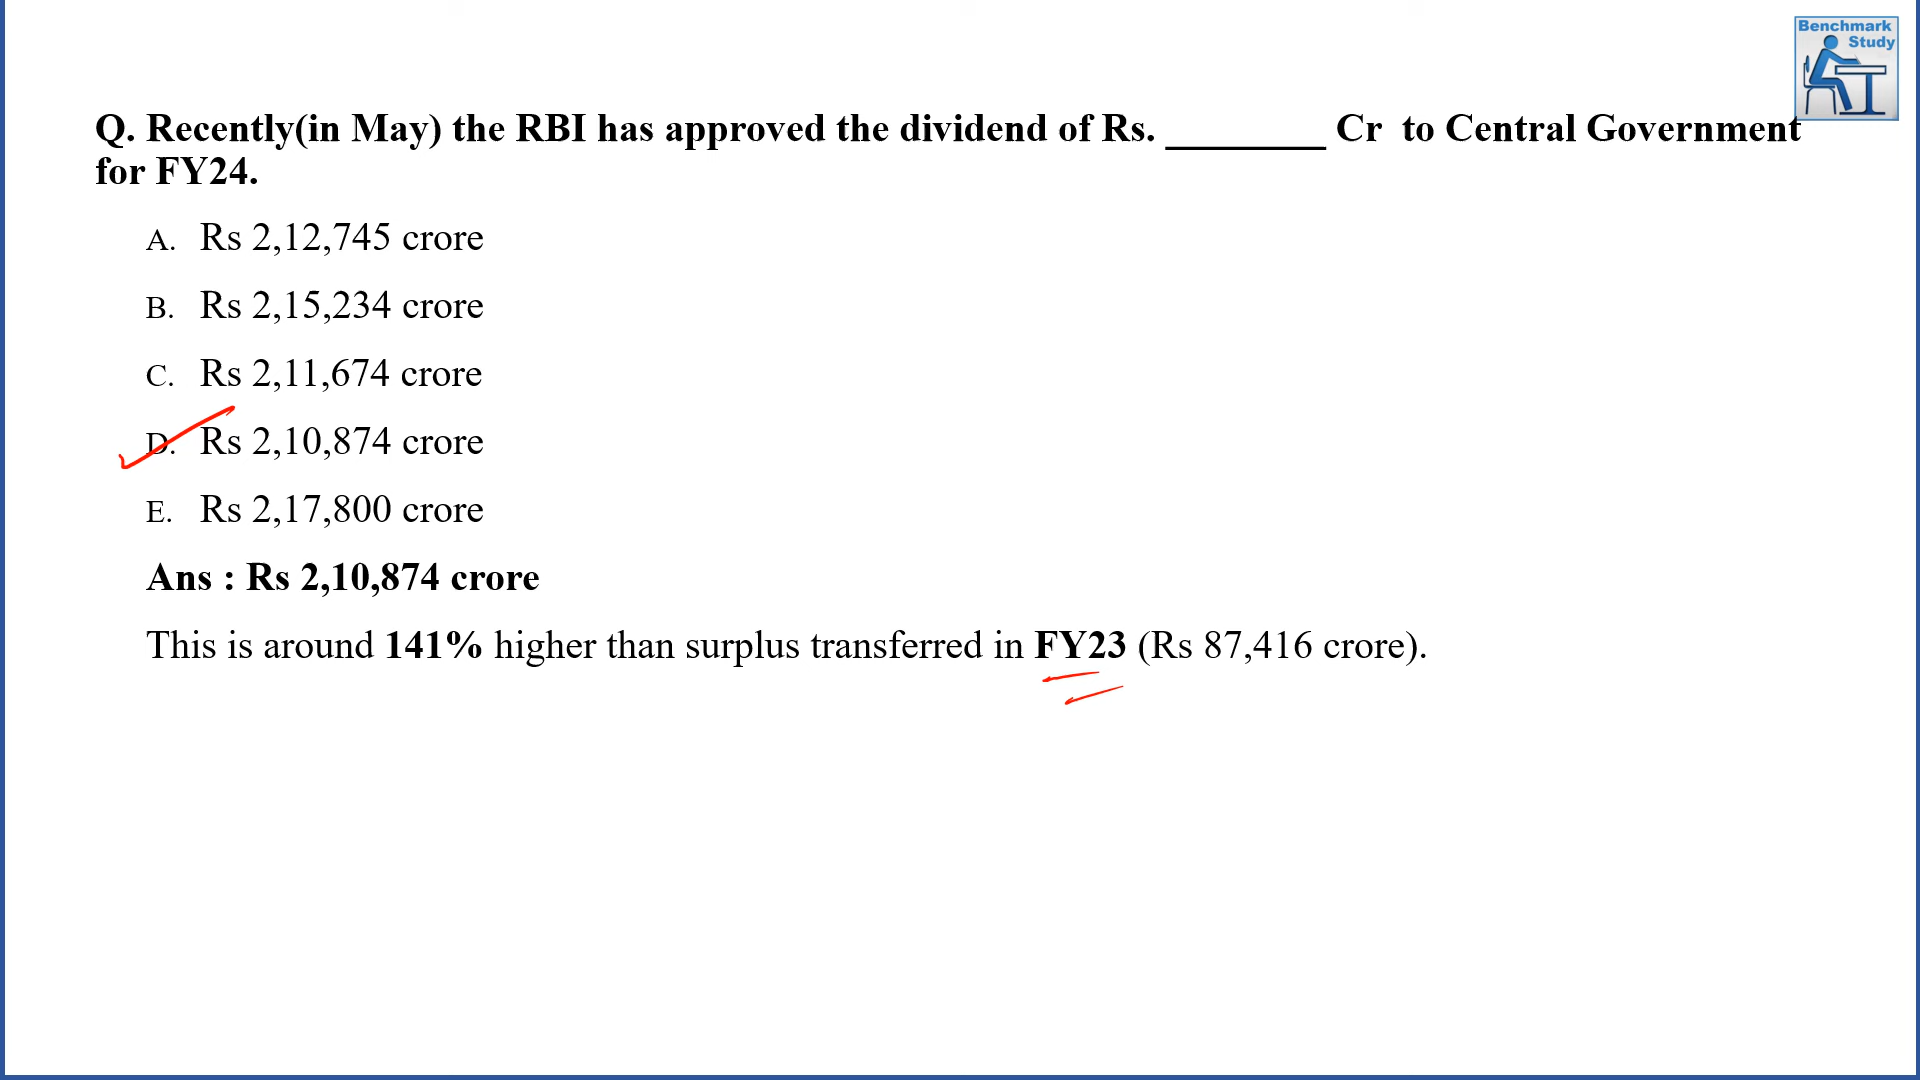 Benchmark
Study
Q. Recently(in May) the RBI has approved the dividend of Rs. ________ Cr  to Central Government
for FY24.
A. Rs 2,12,745 crore
B. Rs 2,15,234 crore
C. Rs 2,11,674 crore
D. Rs 2,10,874 crore
E. Rs 2,17,800 crore
Ans : Rs 2,10,874 crore
This is around 141% higher than surplus transferred in FY23 (Rs 87,416 crore).